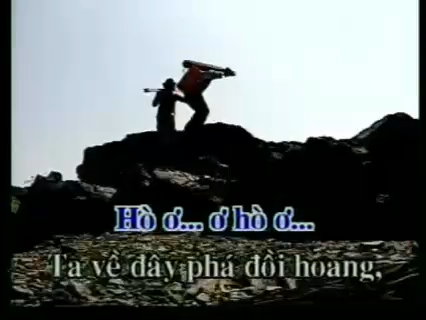 Hò ơ... ơ hò ơ...
Ta về đây phá đồi hoang,